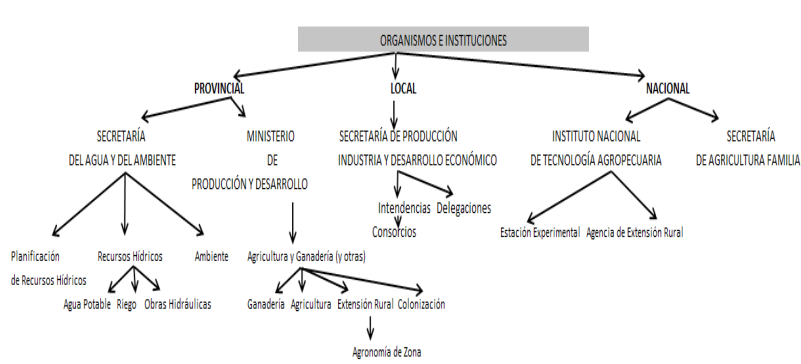 ORGANISMOS E INSTITUCIONES
PROVINCIAL
LOCAL
NACIONAL
SECRETARÍA
DEL AGUA Y DEL AMBIENTE
MINISTERIO
DE
PRODUCCIÓN Y DESARROLLO
SECRETARÍA DE PRODUCCIÓN
INDUSTRIA Y DESARROLLO ECONÓMICO
INSTITUTO NACIONAL
DE TECNOLOGÍA AGROPECUARIA
SECRETARÍA
DE AGRICULTURA FAMILIA
Intendencias
Delegaciones
Consorcios
Estación Experimental
Agencia de Extensión Rural
Planificación
de Recursos Hídricos
Recursos Hídricos
Ambiente
Agricultura y Ganadería (y otras)
Agua Potable
Riego
Obras Hidráulicas
Ganadería
Agricultura
Extensión Rural
Colonización
Agronomía de Zona